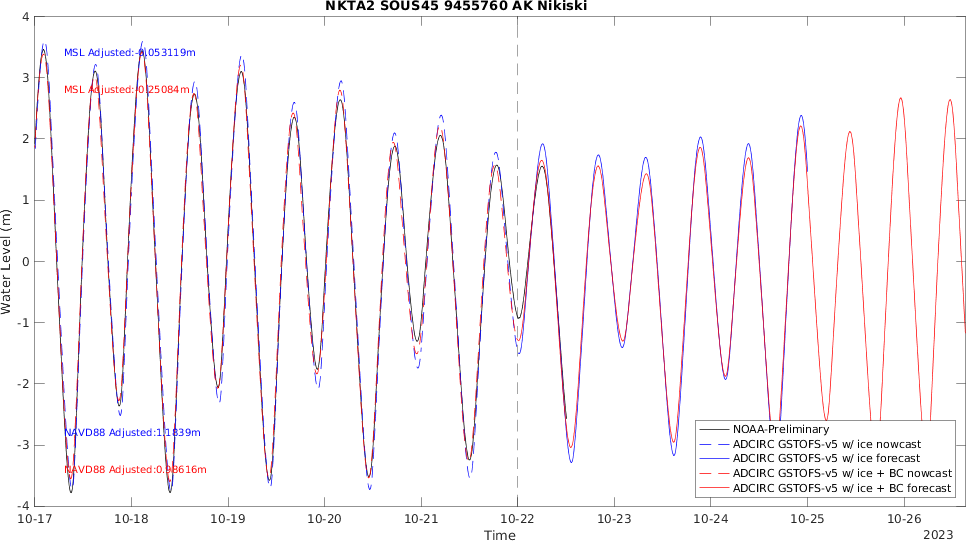 NKTA2 SOUS45 9455760 AK Nikiski
4
3
2
1
0
-1
-2
-3
-4
Water Level (m)
MSL Adjusted:-0.053119m
MSL Adjusted:
NAVD88 Adjusted:1.1839m
NAVD88 Adjusted:0.98616m
NOAA-Preliminary
ADCIRC GSTOFS-v5 w/ ice nowcast
ADCIRC GSTOFS-v5 w/ ice forecast
ADCIRC GSTOFS-v5 w/ ice + BC nowcast
ADCIRC GSTOFS-v5 w/ ice + BC forecast
10-17 10-18 10-19 10-20 10-21 10-22 10-23 10-24 10-25 10-26
Time
2023